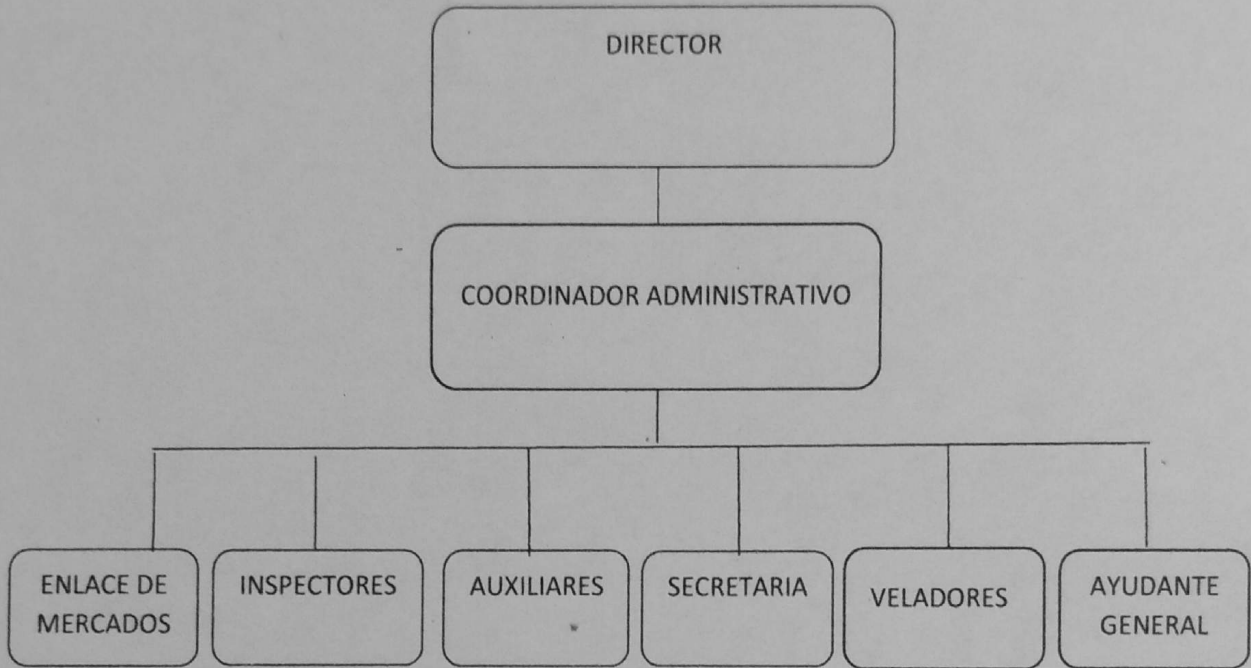 DIRECTOR
COORDINADOR ADMINISTRATIVO
ENLACE DE
MERCADOS
INSPECTORES
AUXILIARES
SECRETARIA
VELADORES
AYUDANTE
GENERAL